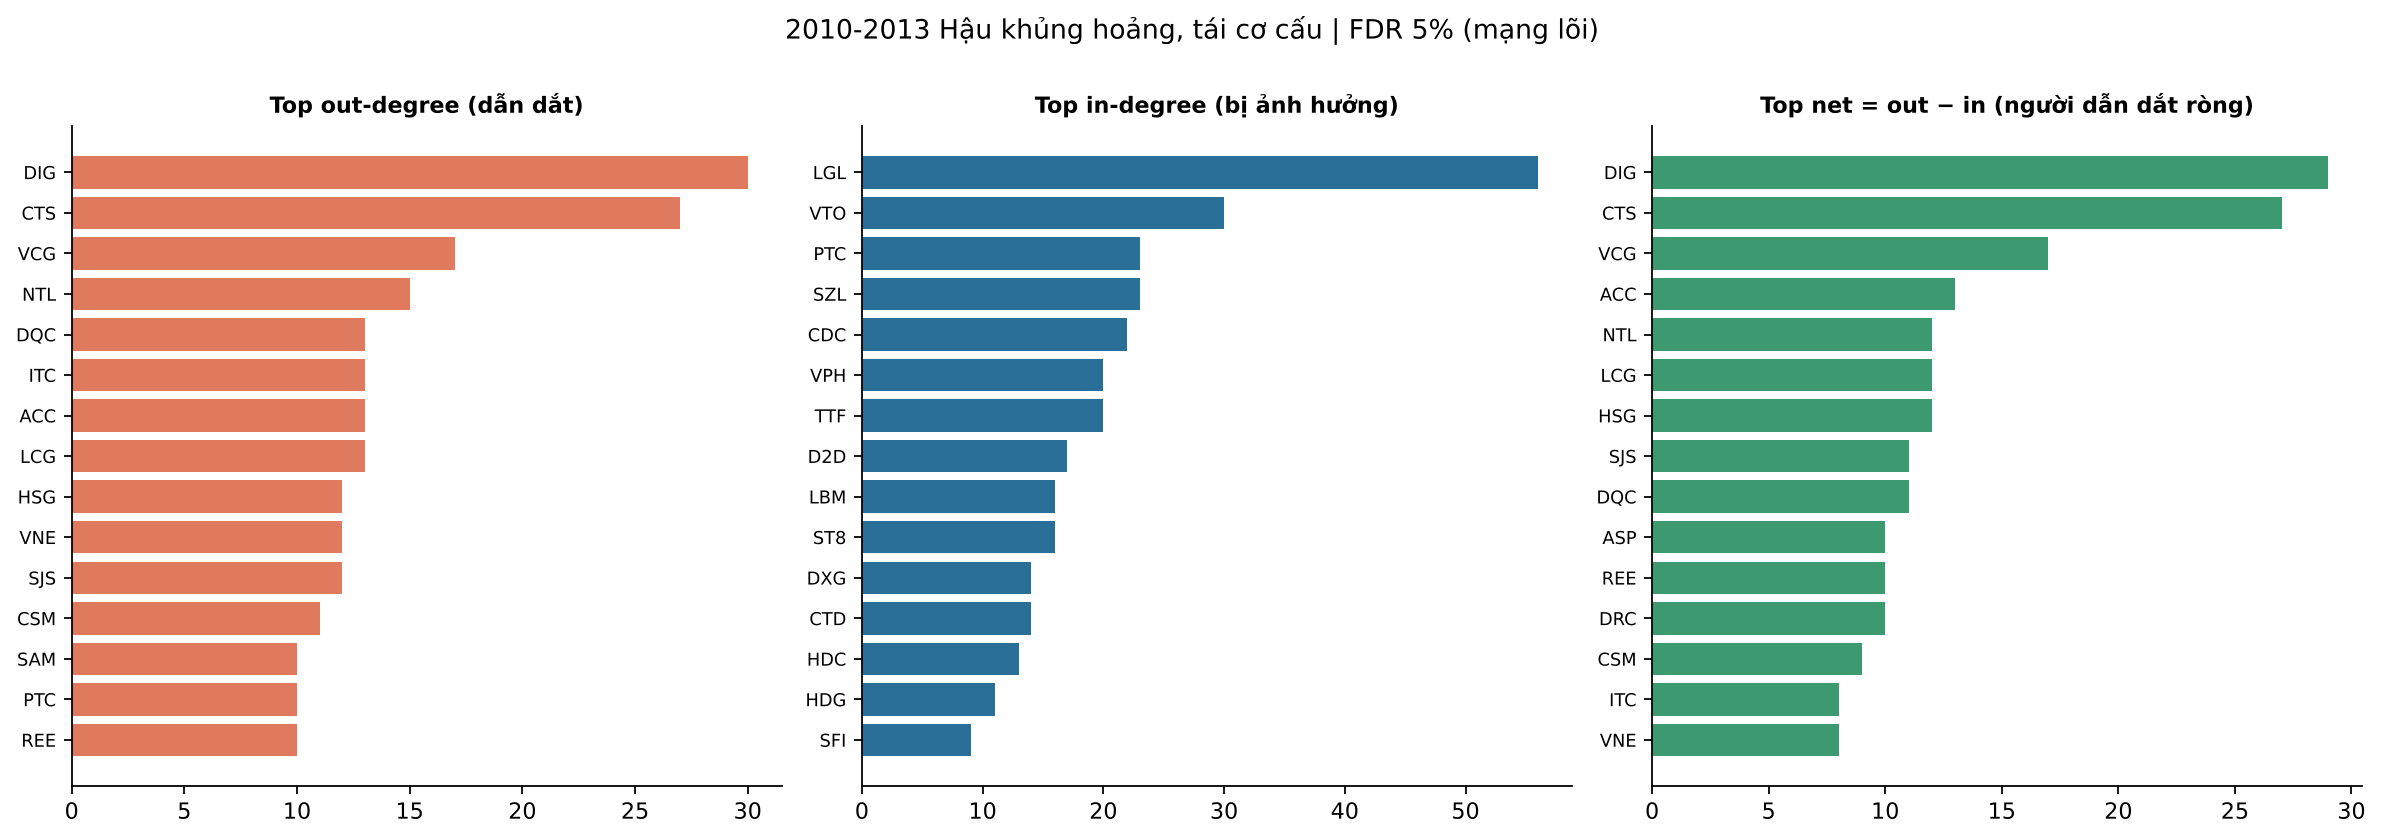 2010-2013 Hậu khủng hoảng, tái cơ cấu | FDR 5% (mạng lõi)
Top out-degree (dẫn dắt)
DIG
CTS
VCG
NTL
DQC
ITC
ACC
LCG
HSG
VNE
SJS
CSM
SAM
PTC
REE
0 5 10 15 20 25 30
Top in-degree (bị ảnh hưởng)
LGL
VTO
PTC
SZL
CDC
VPH
TTF
D2D
LBM
ST8
DXG
CTD
HDC
HDG
SFI
0 10 20 30 40 50
Top net = out − in (người dẫn dắt ròng)
DIG
CTS
VCG
ACC
NTL
LCG
HSG
SJS
DQC
ASP
REE
DRC
CSM
ITC
VNE
0 5 10 15 20 25 30